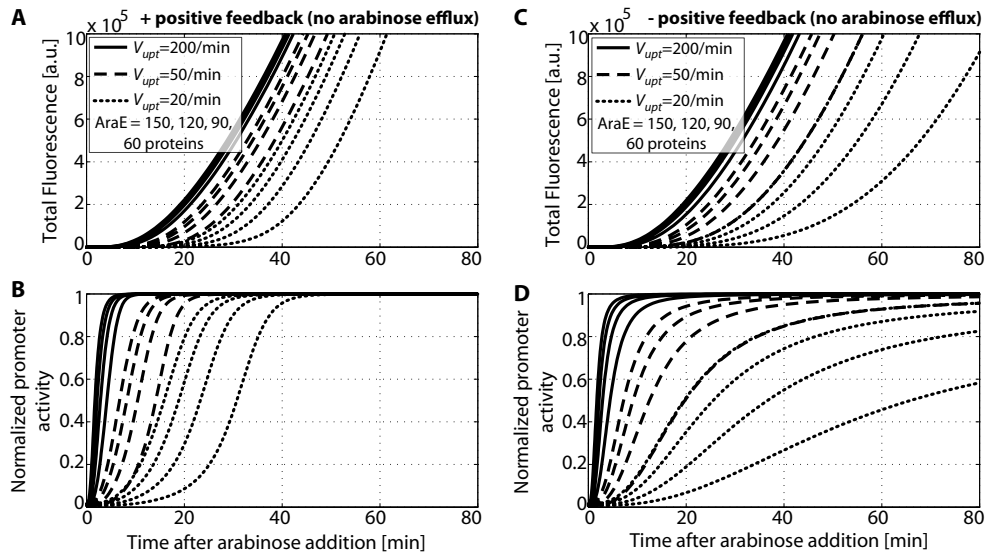 A
+ positive feedback (no arabinose efflux)
x 10^5
Total Fluorescence [a.u.]
10
8
6
4
2
0
V_upt=200/min
V_upt=50/min
V_upt=20/min
AraE = 150, 120, 90,
60 proteins
0 20 40 60 80
B
Normalized promoter
activity
1
0.8
0.6
0.4
0.2
0
0 20 40 60 80
Time after arabinose addition [min]
C
- positive feedback (no arabinose efflux)
x 10^5
Total Fluorescence [a.u.]
10
8
6
4
2
0
V_upt=200/min
V_upt=50/min
V_upt=20/min
AraE = 150, 120, 90,
60 proteins
0 20 40 60 80
D
Normalized promoter
activity
1
0.8
0.6
0.4
0.2
0
0 20 40 60 80
Time after arabinose addition [min]